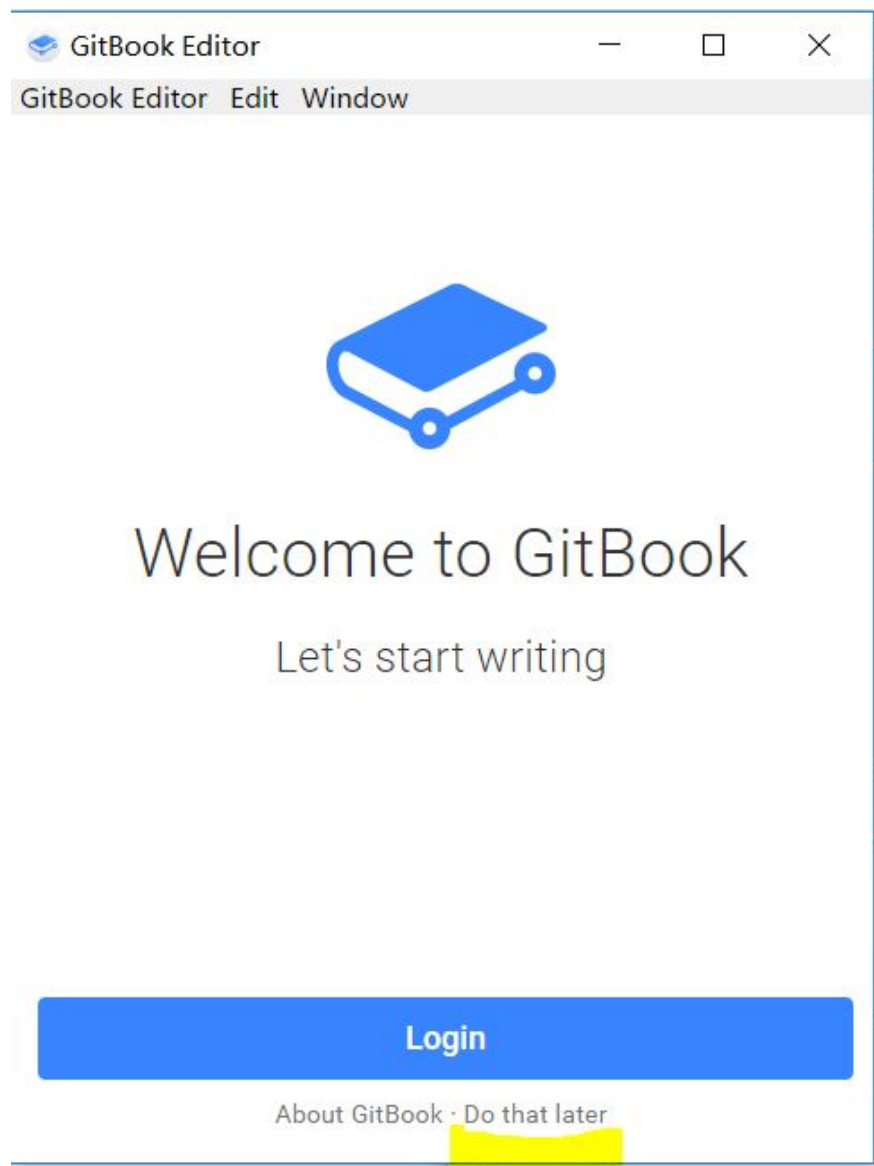 GitBook Editor
GitBook Editor Edit Window
Welcome to GitBook
Let's start writing
Login
About GitBook · Do that later